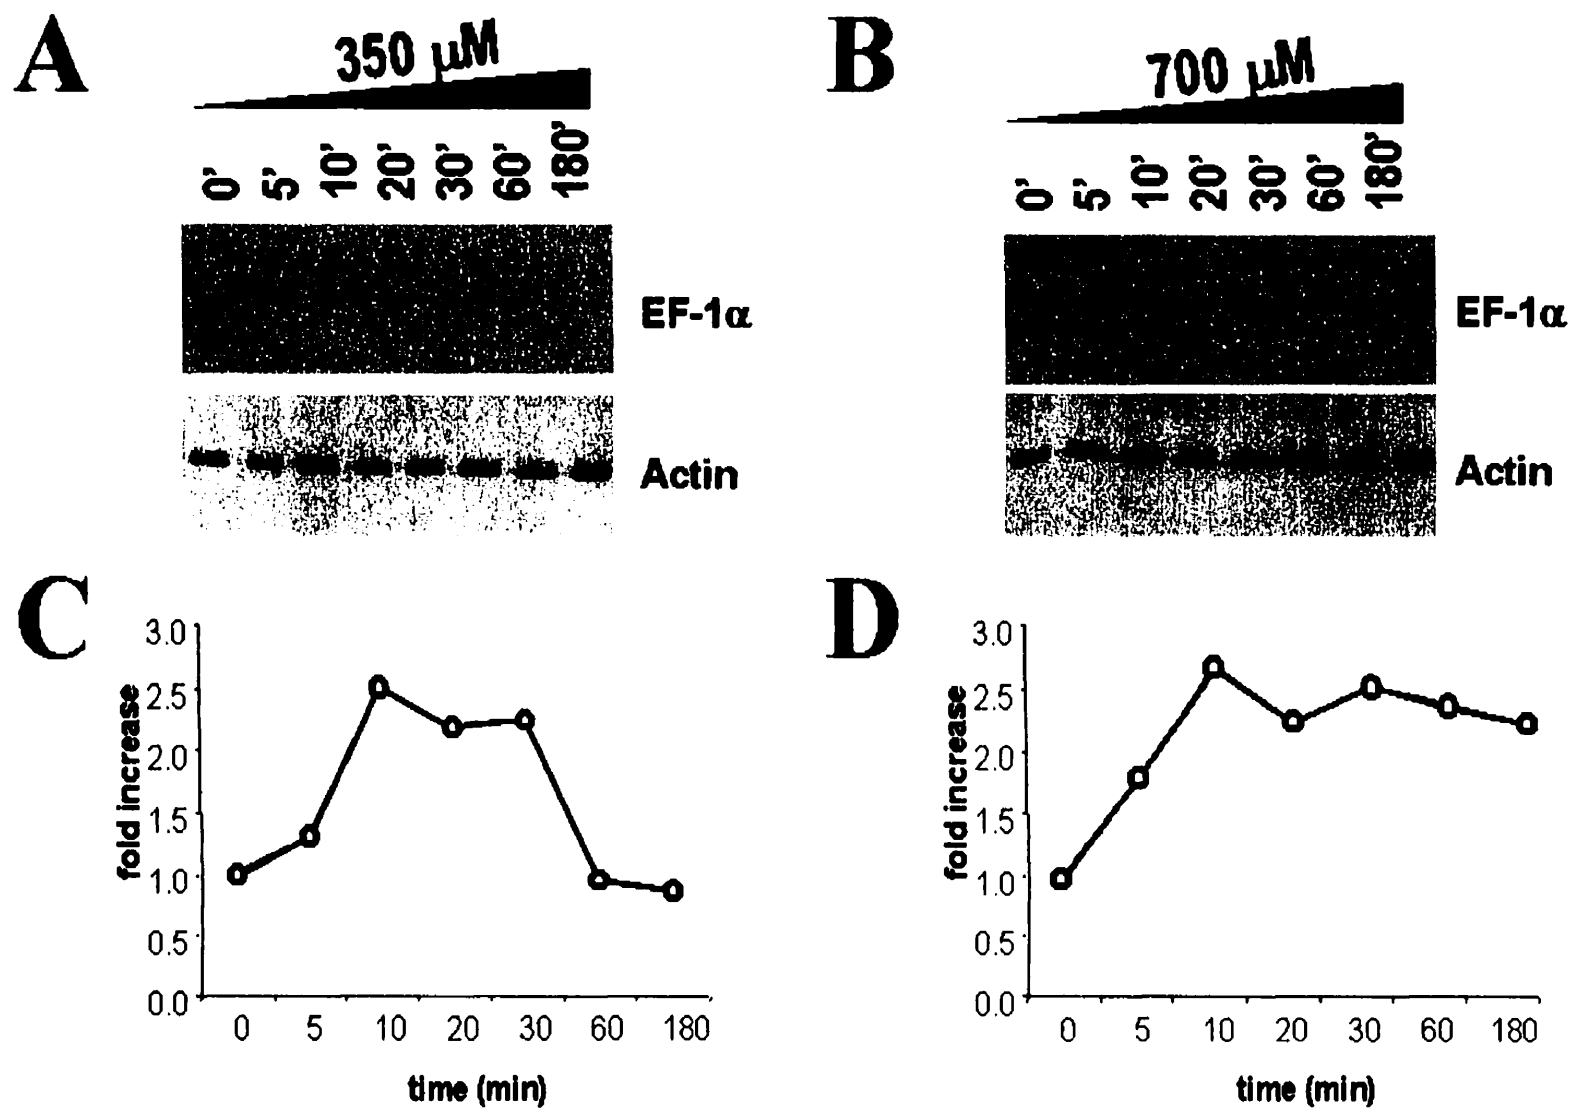 A
350 µM
0' 5' 10' 20' 30' 60' 180'
EF-1α
Actin
B
700 µM
0' 5' 10' 20' 30' 60' 180'
EF-1α
Actin
C
fold increase
3.0
2.5
2.0
1.5
1.0
0.5
0.0
0 5 10 20 30 60 180
time (min)
D
fold increase
3.0
2.5
2.0
1.5
1.0
0.5
0.0
0 5 10 20 30 60 180
time (min)